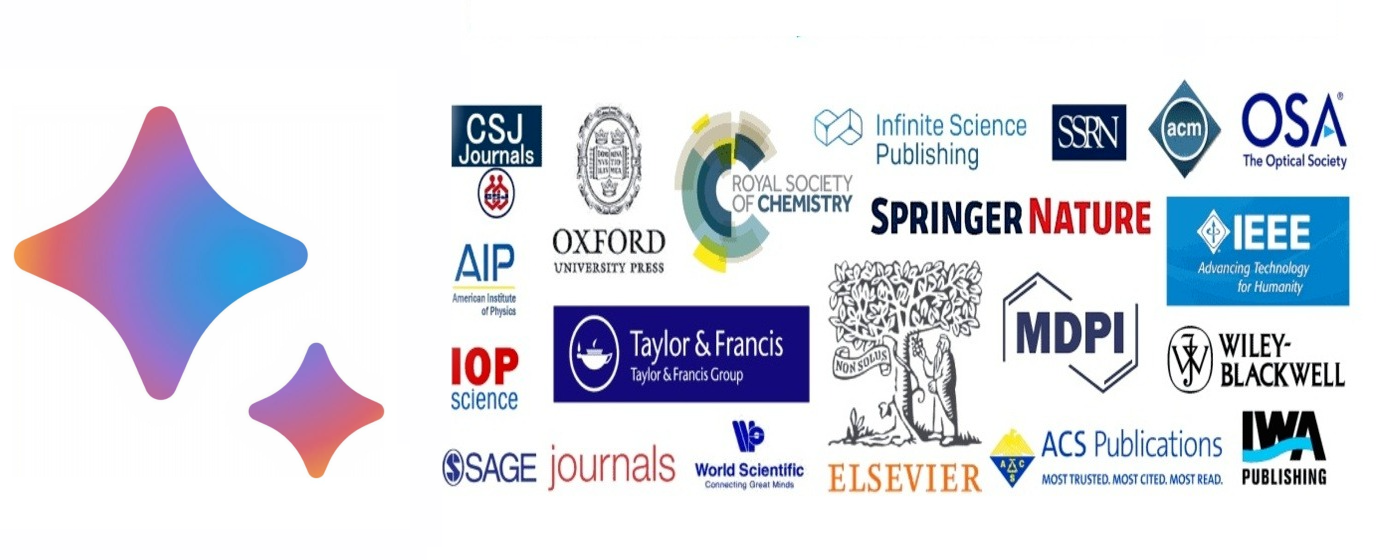 CSJ
Journals
OXFORD
UNIVERSITY PRESS
ROYAL SOCIETY
OF CHEMISTRY
Infinite Science
Publishing
SSRN
acm
OSA®
The Optical Society
SPRINGER NATURE
IEEE
Advancing Technology
for Humanity
AIP
American Institute
of Physics
Taylor & Francis
Taylor & Francis Group
NON SOLUS
ELSEVIER
MDPI
WILEY-
BLACKWELL
IOP
science
SAGE journals
World Scientific
Connecting Great Minds
ACS
ACS Publications
MOST TRUSTED. MOST CITED. MOST READ.
IWA
PUBLISHING